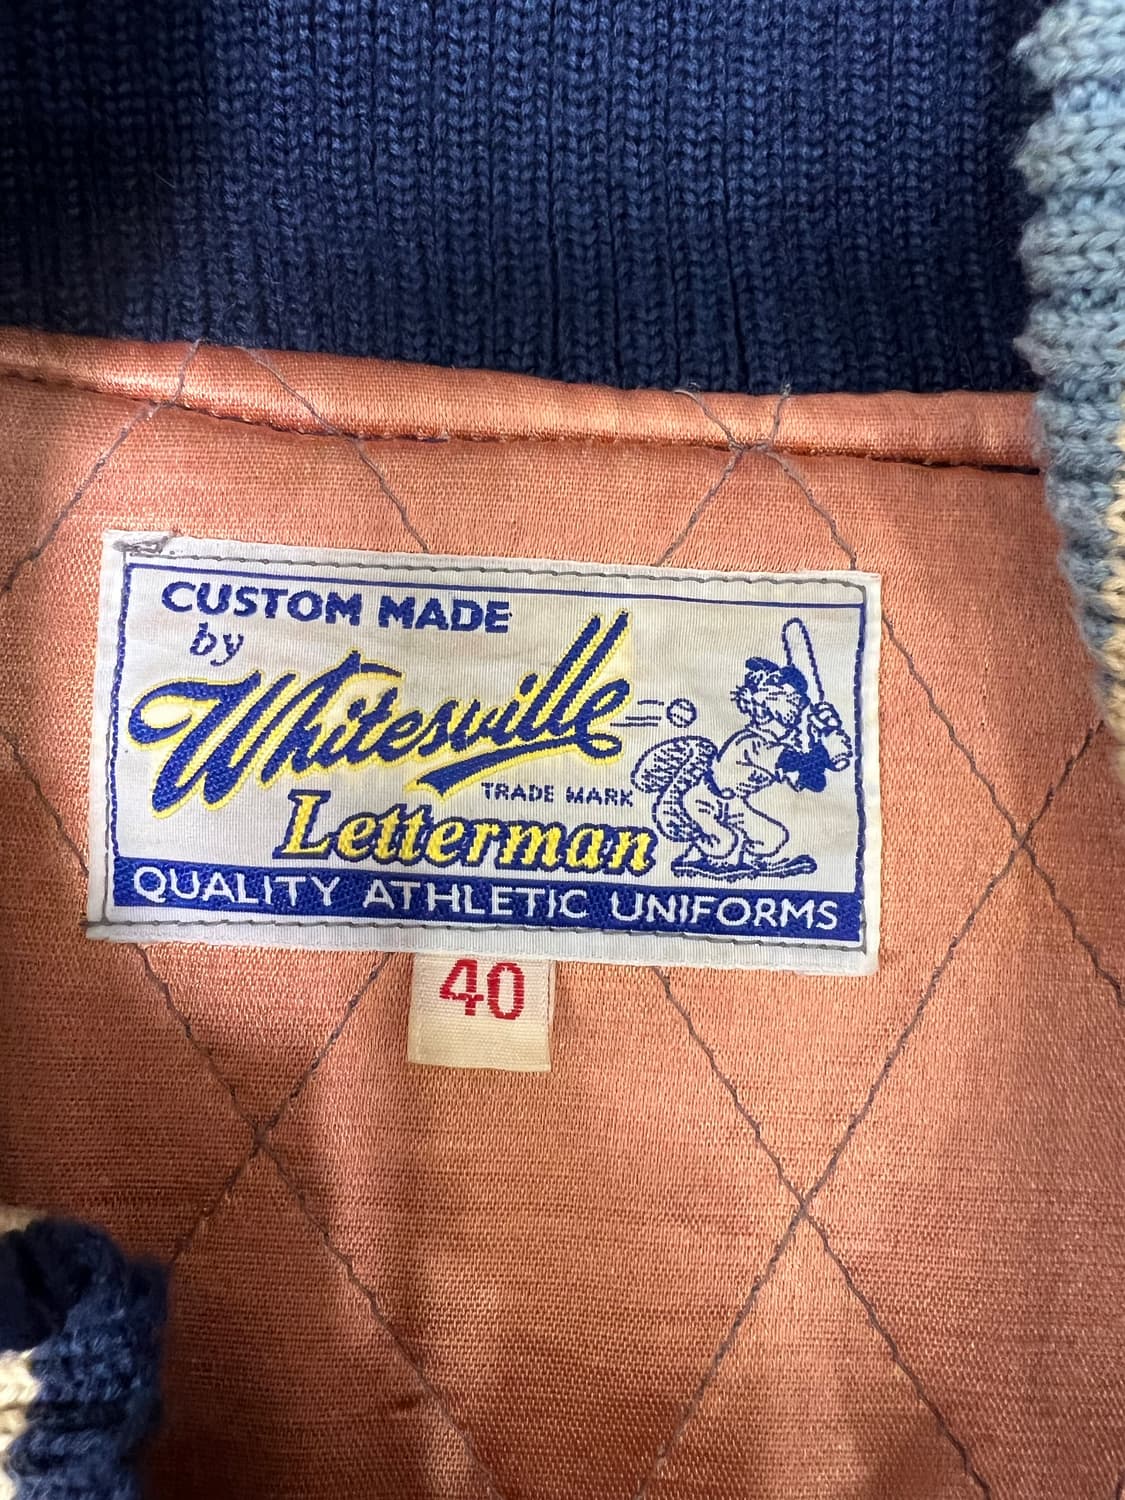 CUSTOM MADE
by
Whitesville
TRADE MARK
Letterman
QUALITY ATHLETIC UNIFORMS
40